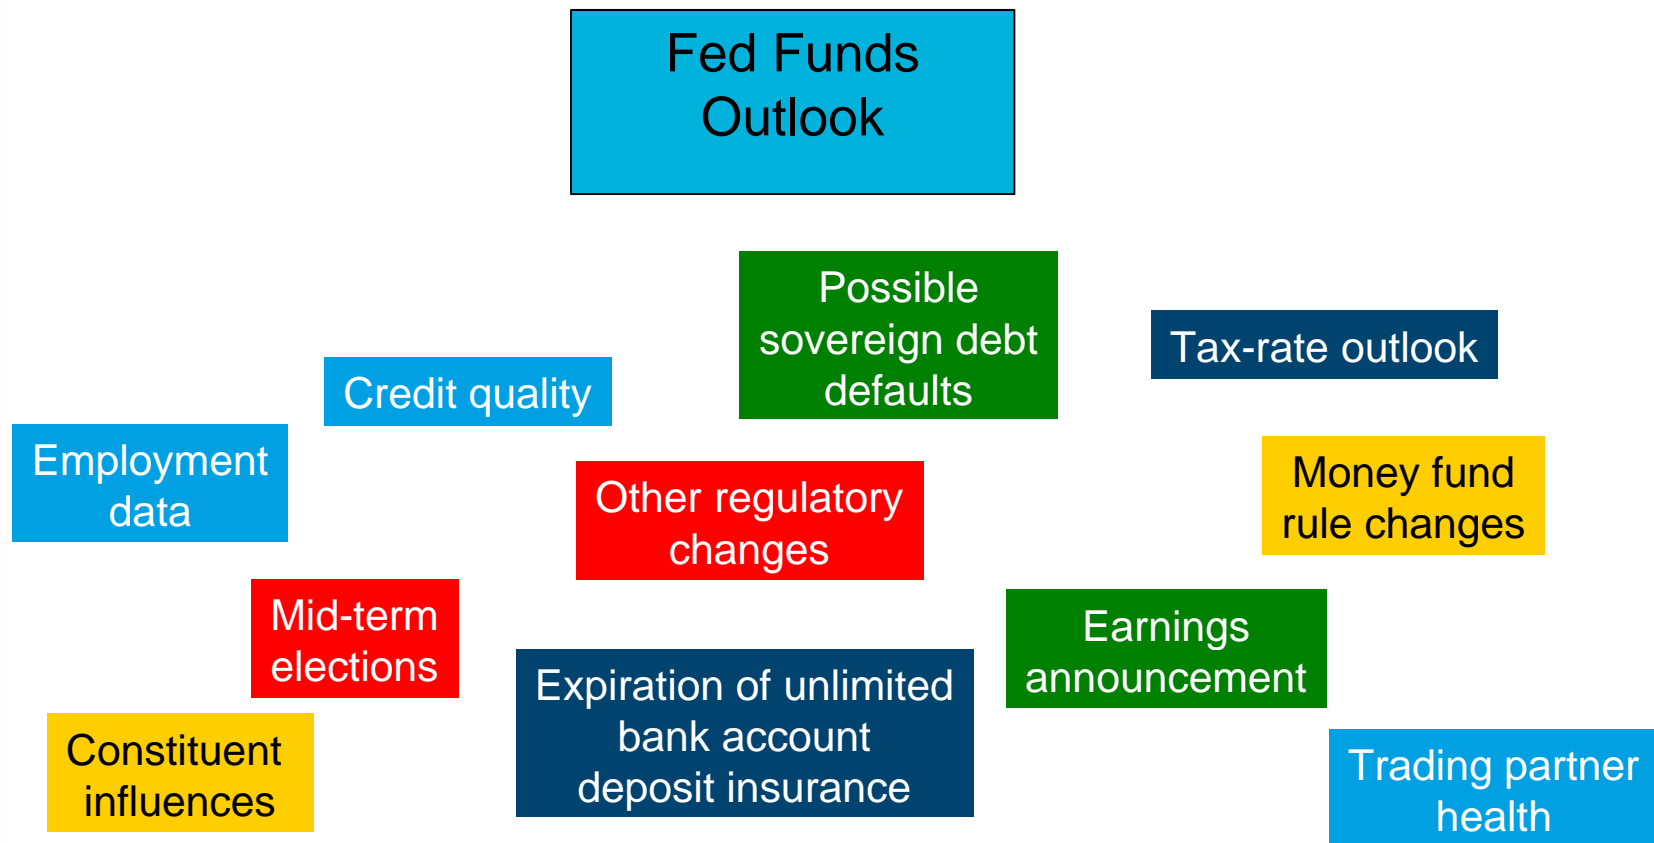 Fed Funds
Outlook
Possible
sovereign debt
defaults
Tax-rate outlook
Credit quality
Employment
data
Other regulatory
changes
Money fund
rule changes
Mid-term
elections
Earnings
announcement
Expiration of unlimited
bank account
deposit insurance
Constituent
influences
Trading partner
health